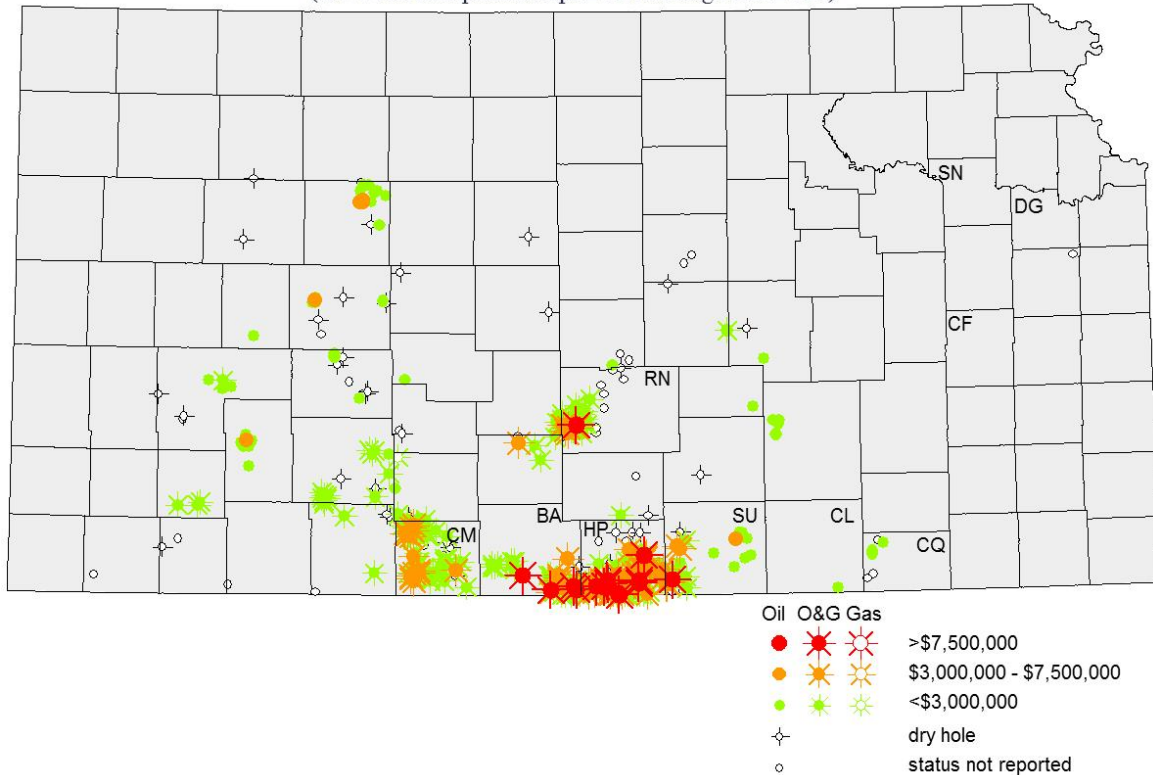 SN
DG
CF
RN
BA
HP
SU
CL
CM
CQ
Oil O&G Gas
>$7,500,000
$3,000,000 - $7,500,000
<$3,000,000
dry hole
status not reported